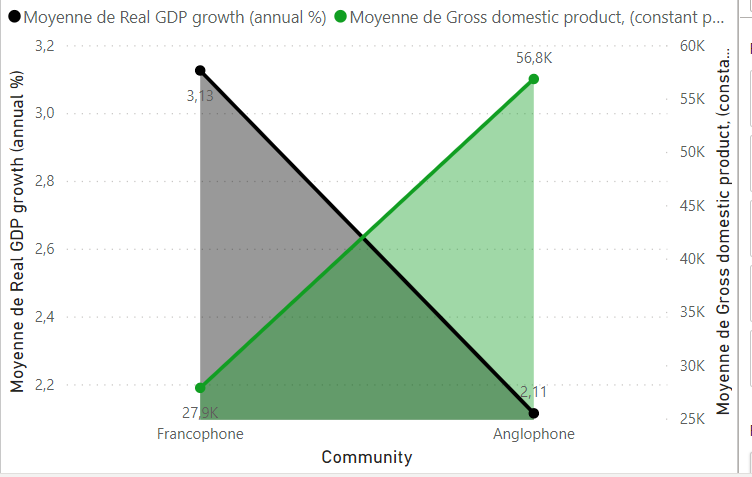 Moyenne de Real GDP growth (annual %) Moyenne de Gross domestic product, (constant p...
Moyenne de Real GDP growth (annual %)
3,2
3,0
2,8
2,6
2,4
2,2
3,13
27,9K
56,8K
2,11
60K
55K
50K
45K
40K
35K
30K
25K
Moyenne de Gross domestic product, (consta...
Francophone Anglophone
Community